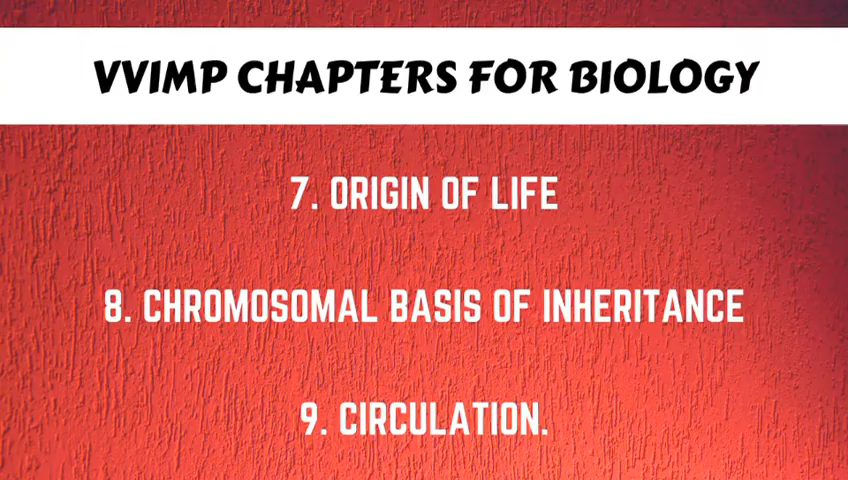 VVIMP CHAPTERS FOR BIOLOGY
7. ORIGIN OF LIFE
8. CHROMOSOMAL BASIS OF INHERITANCE
9. CIRCULATION.